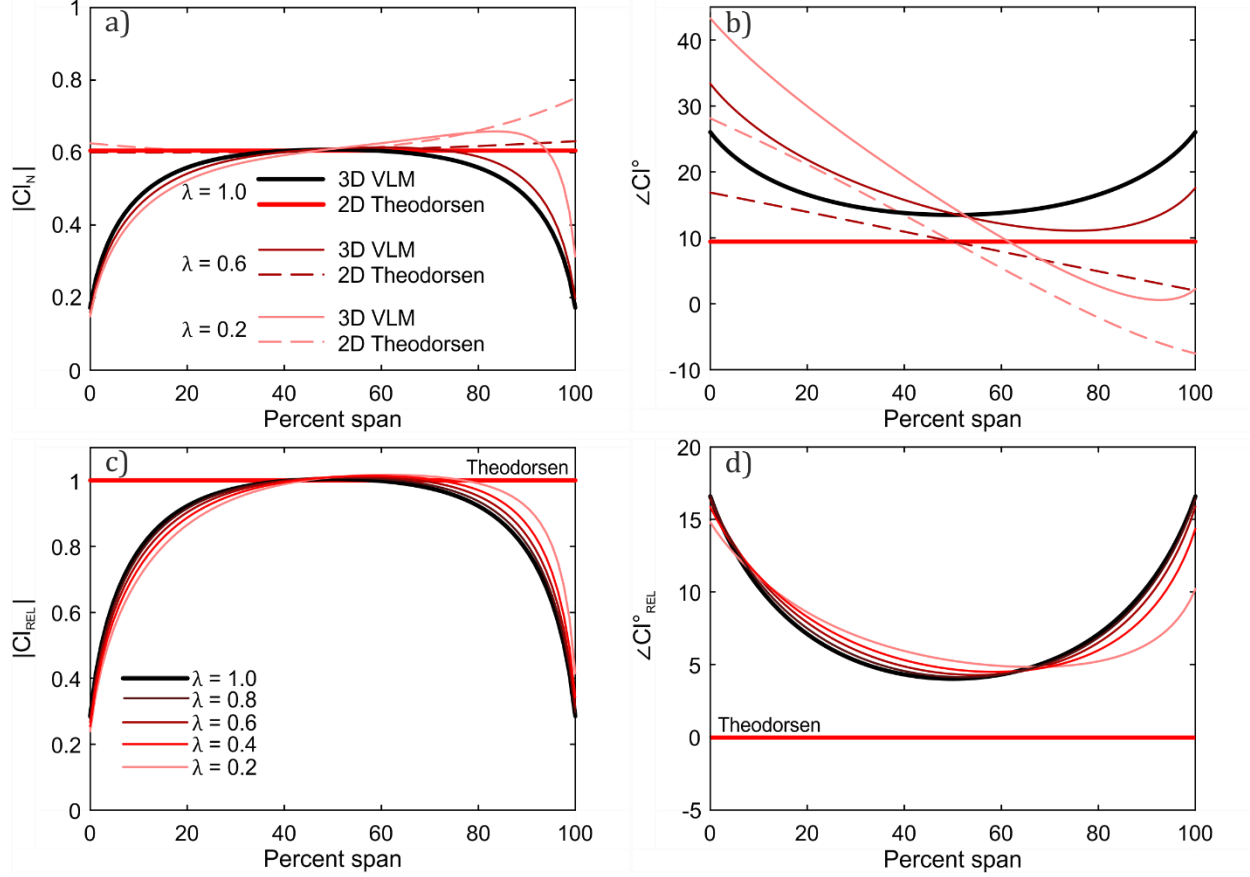 a)
1
0.8
0.6
0.4
0.2
0
|Cl_N|
λ = 1.0
3D VLM
2D Theodorsen
λ = 0.6
3D VLM
2D Theodorsen
λ = 0.2
3D VLM
2D Theodorsen
0 20 40 60 80 100
Percent span
b)
40
30
20
10
0
-10
∠Cl°
0 20 40 60 80 100
Percent span
c)
Theodorsen
1
0.8
0.6
0.4
0.2
0
|Cl_REL|
λ = 1.0
λ = 0.8
λ = 0.6
λ = 0.4
λ = 0.2
0 20 40 60 80 100
Percent span
d)
20
15
10
5
0
-5
∠Cl°_REL
Theodorsen
0 20 40 60 80 100
Percent span